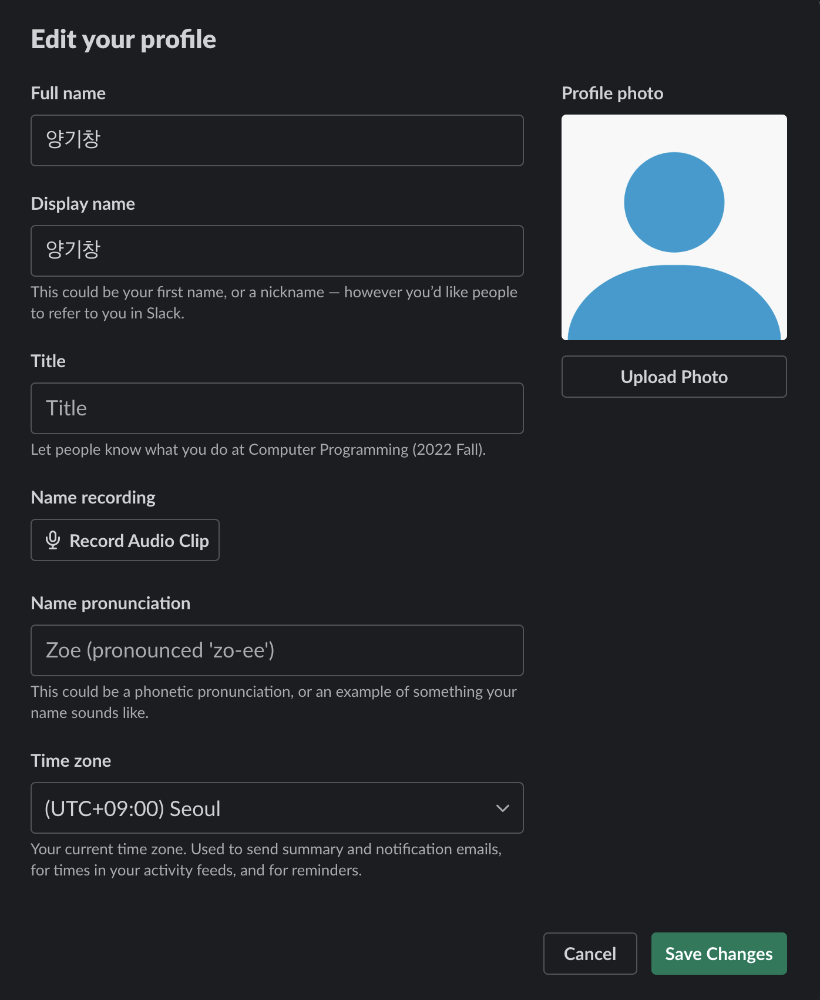 Edit your profile
Full name
양기창
Display name
양기창
This could be your first name, or a nickname — however you’d like people
to refer to you in Slack.
Title
Title
Let people know what you do at Computer Programming (2022 Fall).
Name recording
Record Audio Clip
Name pronunciation
Zoe (pronounced 'zo-ee')
This could be a phonetic pronunciation, or an example of something your
name sounds like.
Time zone
(UTC+09:00) Seoul
Your current time zone. Used to send summary and notification emails,
for times in your activity feeds, and for reminders.
Profile photo
Upload Photo
Cancel
Save Changes